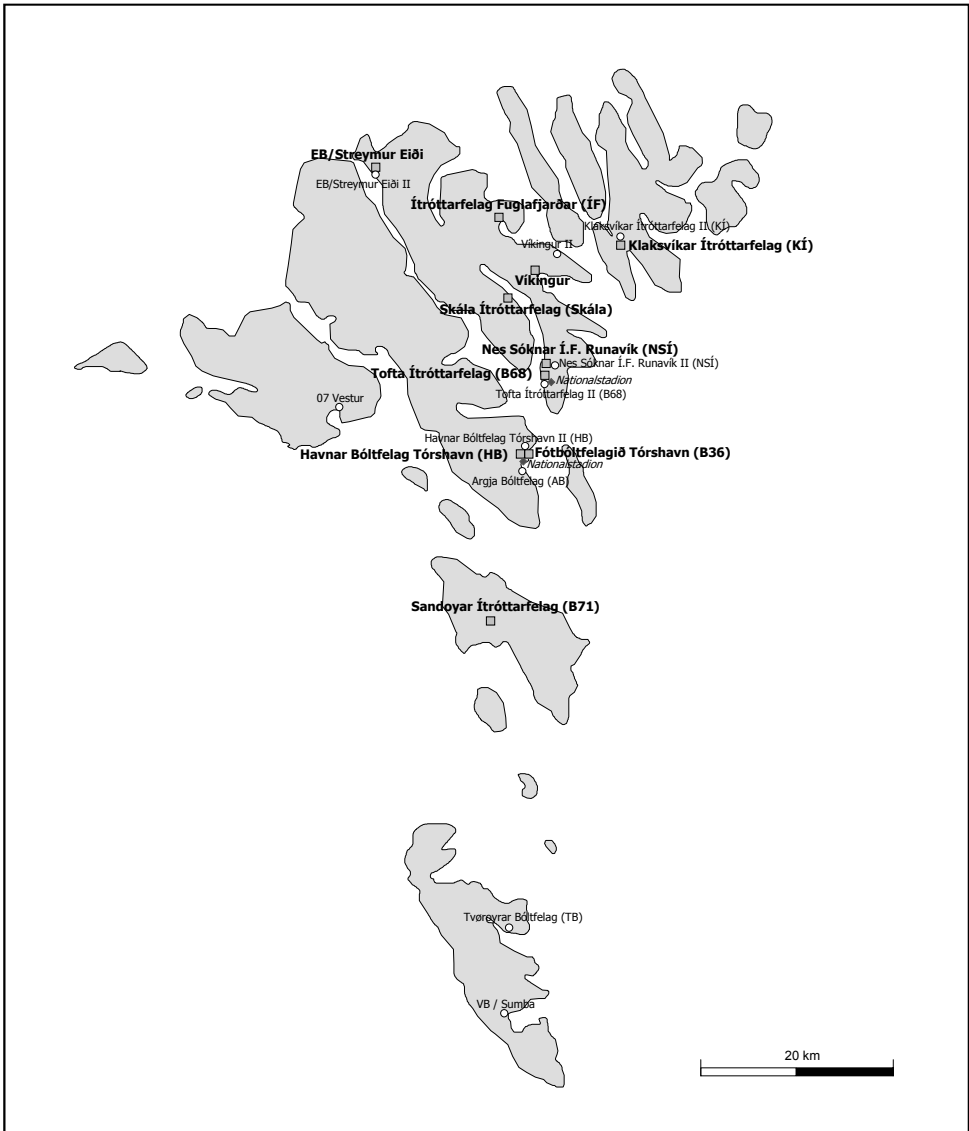 EB/Streymur Eiði
EB/Streymur Eiði II
Ítróttarfelag Fuglafjarðar (ÍF)
Klaksvíkar Ítróttarfelag II (KÍ)
Víkingur II
Klaksvíkar Ítróttarfelag (KÍ)
Víkingur
Skála Ítróttarfelag (Skála)
Nes Sóknar Í.F. Runavík (NSÍ)
Nes Sóknar Í.F. Runavík II (NSÍ)
Tofta Ítróttarfelag (B68)
Nationalstadion
Tofta Ítróttarfelag II (B68)
07 Vestur
Havnar Bóltfelag Tórshavn II (HB)
Havnar Bóltfelag Tórshavn (HB)
Fótbóltfelagið Tórshavn (B36)
Nationalstadion
Argja Bóltfelag (AB)
Sandoyar Ítróttarfelag (B71)
Tvøroyrar Bóltfelag (TB)
VB / Sumba
20 km